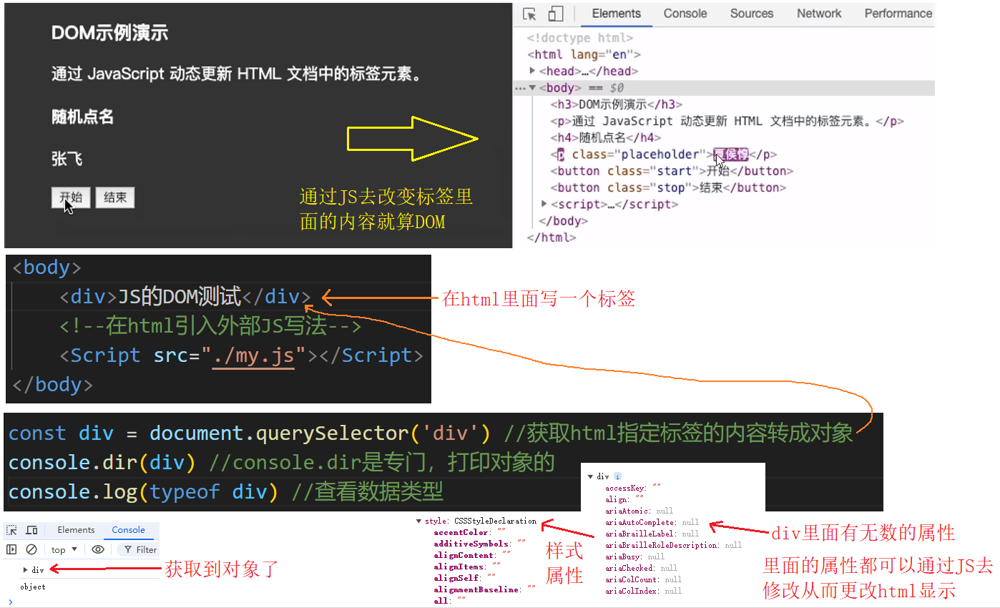 DOM示例演示
通过 JavaScript 动态更新 HTML 文档中的标签元素。
随机点名
张飞
开始 结束
通过JS去改变标签里
面的内容就算DOM
Elements Console Sources Network Performance
<!doctype html>
<html lang="en">
<head>…</head>
<body> == $0
<h3>DOM示例演示</h3>
<p>通过 JavaScript 动态更新 HTML 文档中的标签元素。</p>
<h4>随机点名</h4>
<p class="placeholder">夏侯惇</p>
<button class="start">开始</button>
<button class="stop">结束</button>
<script>…</script>
</body>
</html>
<body>
<div>JS的DOM测试</div>
<!--在html引入外部JS写法-->
<Script src="./my.js"></Script>
</body>
在html里面写一个标签
const div = document.querySelector('div') //获取html指定标签的内容转成对象
console.dir(div) //console.dir是专门，打印对象的
console.log(typeof div) //查看数据类型
Elements Console
top Filter
div
object
获取到对象了
style: CSSStyleDeclaration
accentColor: ""
additiveSymbols: ""
alignContent: ""
alignItems: ""
alignSelf: ""
alignmentBaseline: ""
all: ""
样式
属性
div i
accessKey: ""
align: ""
ariaAtomic: null
ariaAutoComplete: null
ariaBrailleLabel: null
ariaBrailleRoleDescription: null
ariaBusy: null
ariaChecked: null
ariaColCount: null
ariaColIndex: null
div里面有无数的属性
里面的属性都可以通过JS去
修改从而更改html显示